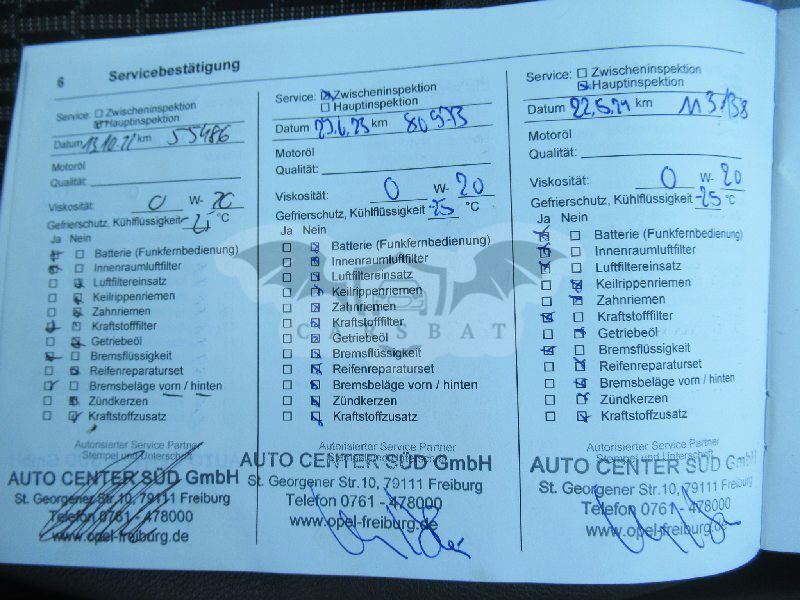 6 Servicebestätigung
Service: Zwischeninspektion
Hauptinspektion
Datum 13.10.22 km 55486
Motoröl
Qualität:
Viskosität: 0 W- 20
Gefrierschutz, Kühlflüssigkeit °C
Ja Nein
Batterie (Funkfernbedienung)
Innenraumluftfilter
Luftfiltereinsatz
Keilrippenriemen
Zahnriemen
Kraftstofffilter
Getriebeöl
Bremsflüssigkeit
Reifenreparaturset
Bremsbeläge vorn / hinten
Zündkerzen
Kraftstoffzusatz
Autorisierter Service Partner
Stempel und Unterschrift
AUTO CENTER SÜD GmbH
St. Georgener Str.10, 79111 Freiburg
Telefon 0761 - 478000
www.opel-freiburg.de
Service: Zwischeninspektion
Hauptinspektion
Datum km 80973
Motoröl
Qualität:
Viskosität: 0 W- 20
Gefrierschutz, Kühlflüssigkeit -25 °C
Ja Nein
Batterie (Funkfernbedienung)
Innenraumluftfilter
Luftfiltereinsatz
Keilrippenriemen
Zahnriemen
Kraftstofffilter
Getriebeöl
Bremsflüssigkeit
Reifenreparaturset
Bremsbeläge vorn / hinten
Zündkerzen
Kraftstoffzusatz
Autorisierter Service Partner
Stempel und Unterschrift
AUTO CENTER SÜD GmbH
St. Georgener Str.10, 79111 Freiburg
Telefon 0761 - 478000
www.opel-freiburg.de
Service: Zwischeninspektion
Hauptinspektion
Datum km 113138
Motoröl
Qualität:
Viskosität: 0 W- 20
Gefrierschutz, Kühlflüssigkeit -25 °C
Ja Nein
Batterie (Funkfernbedienung)
Innenraumluftfilter
Luftfiltereinsatz
Keilrippenriemen
Zahnriemen
Kraftstofffilter
Getriebeöl
Bremsflüssigkeit
Reifenreparaturset
Bremsbeläge vorn / hinten
Zündkerzen
Kraftstoffzusatz
Autorisierter Service Partner
Stempel und Unterschrift
AUTO CENTER SÜD GmbH
St. Georgener Str.10, 79111 Freiburg
Telefon 0761 - 478000
www.opel-freiburg.de
CARSBAT